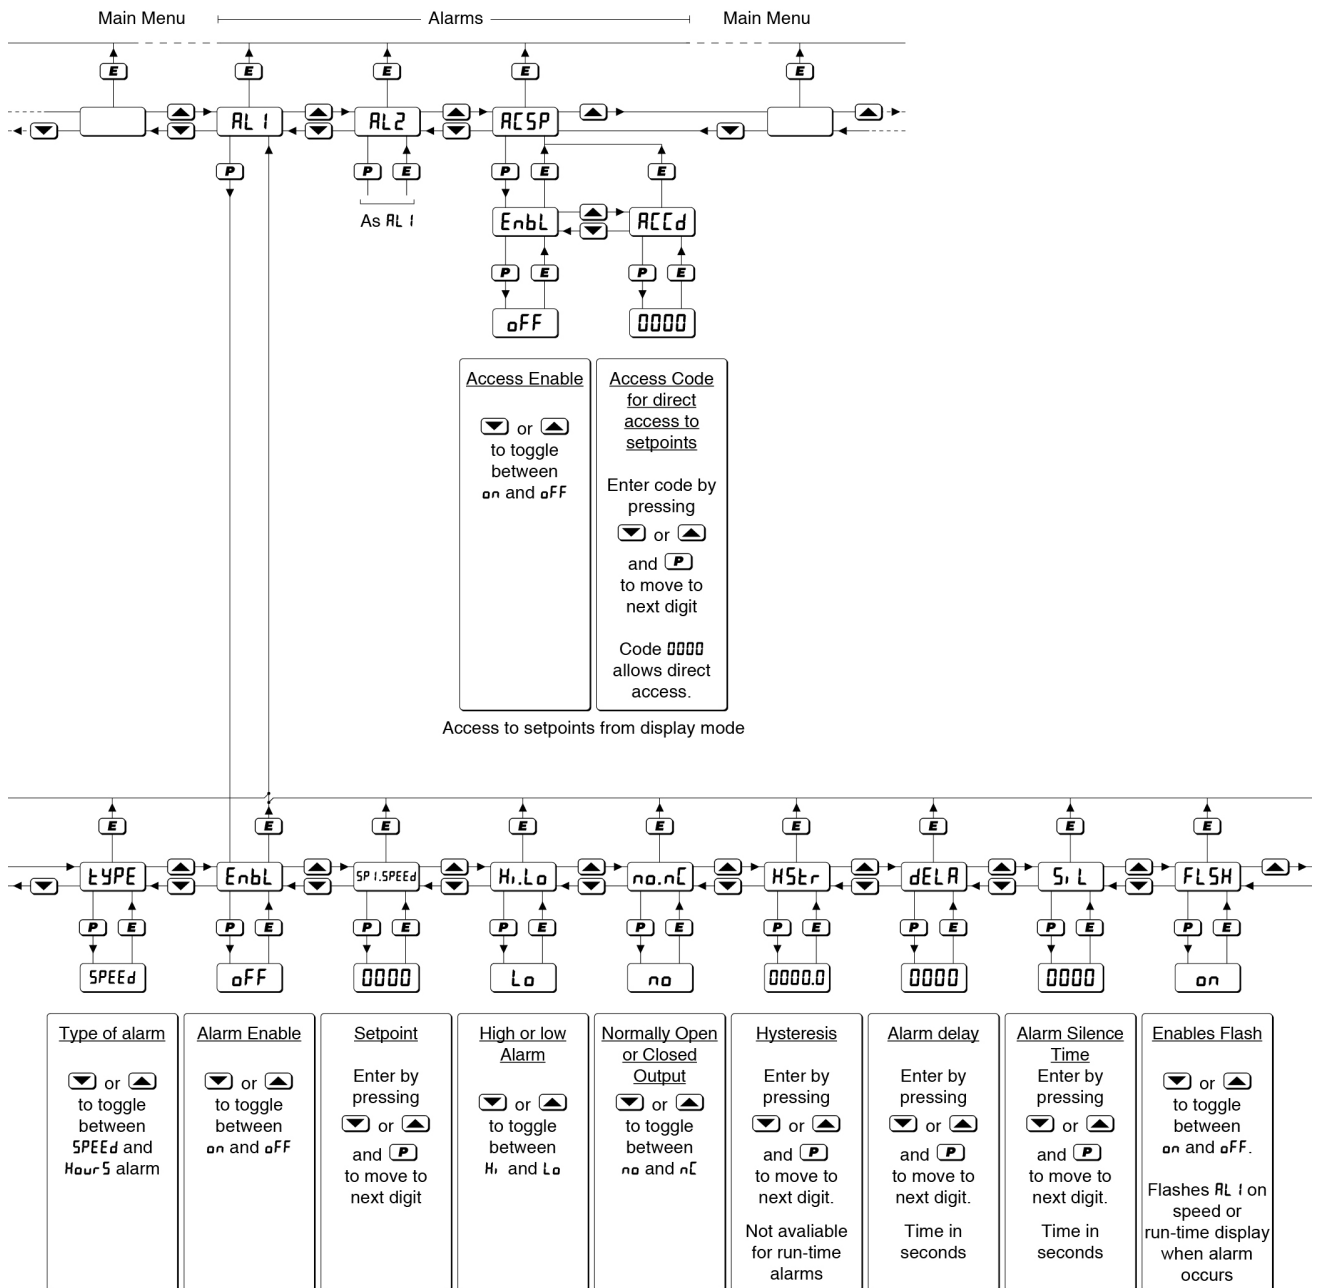 Main Menu Alarms Main Menu
E E E E E
AL1 AL2 ACSP
P P E P E E
As AL1
EnbL ACCd
P E P E
oFF 0000
Access Enable
or
to toggle
between
on and oFF
Access Code
for direct
access to
setpoints
Enter code by
pressing
or
and P
to move to
next digit
Code 0000
allows direct
access.
Access to setpoints from display mode
E E E E E E E E E
tYPE EnbL SP1.SPEEd Hi.Lo no.nC HStr dELA SiL FLSH
P E P E P E P E P E P E P E P E P E
SPEEd oFF 0000 Lo no 0000.0 0000 0000 on
Type of alarm
or
to toggle
between
SPEEd and
HourS alarm
Alarm Enable
or
to toggle
between
on and oFF
Setpoint
Enter by
pressing
or
and P
to move to
next digit
High or low
Alarm
or
to toggle
between
Hi and Lo
Normally Open
or Closed
Output
or
to toggle
between
no and nC
Hysteresis
Enter by
pressing
or
and P
to move to
next digit.
Not avaliable
for run-time
alarms
Alarm delay
Enter by
pressing
or
and P
to move to
next digit.
Time in
seconds
Alarm Silence
Time
Enter by
pressing
or
and P
to move to
next digit.
Time in
seconds
Enables Flash
or
to toggle
between
on and oFF.
Flashes AL1 on
speed or
run-time display
when alarm
occurs